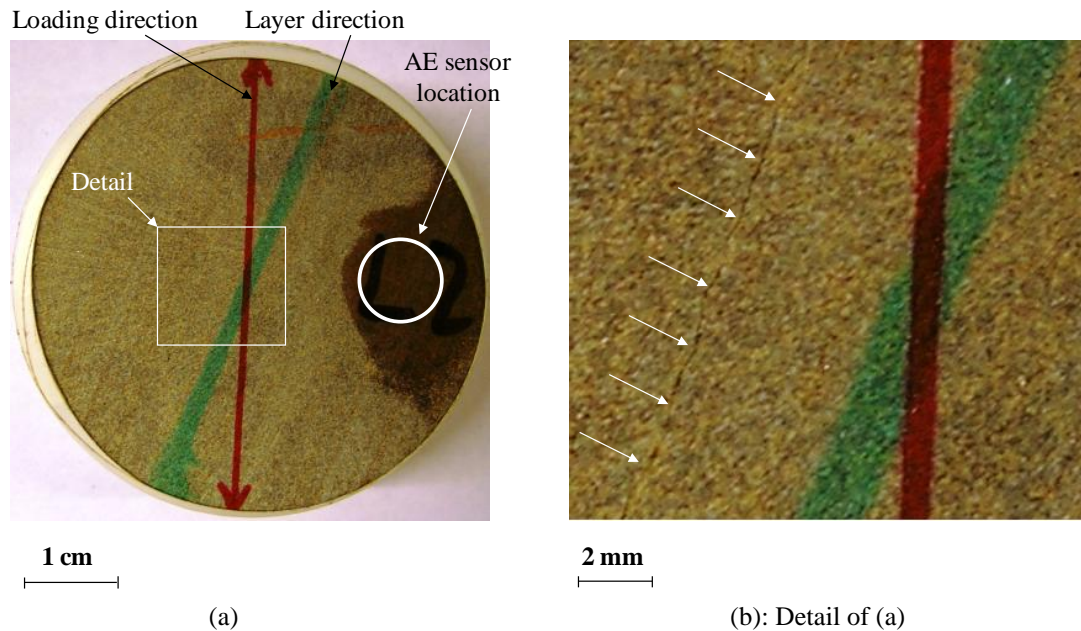 Loading direction
Layer direction
AE sensor
location
Detail
L2
1 cm
2 mm
(a)
(b): Detail of (a)